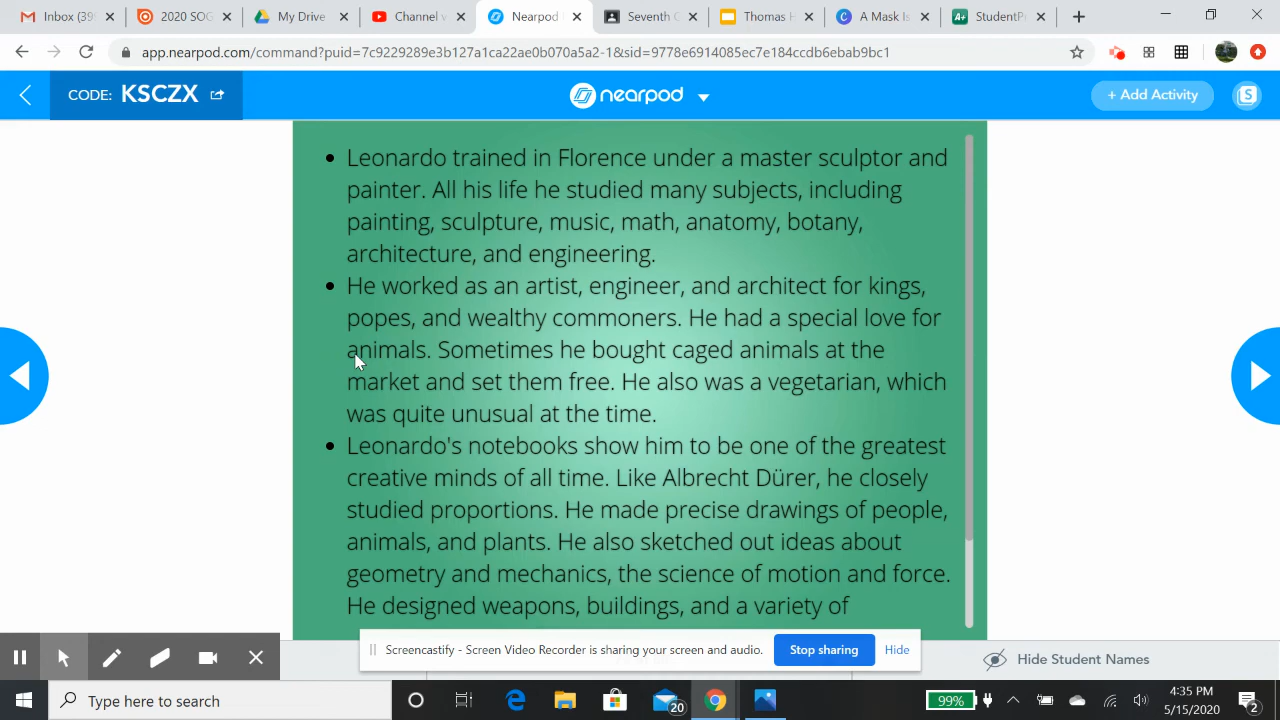 Inbox (39
2020 SOG
My Drive
Channel v
Nearpod
Seventh G
Thomas H
A Mask Is
StudentPr
app.nearpod.com/command?puid=7c9229289e3b127a1ca22ae0b070a5a2-1&sid=9778e6914085ec7e184ccdb6ebab9bc1
CODE: KSCZX
nearpod
+ Add Activity
S
• Leonardo trained in Florence under a master sculptor and
painter. All his life he studied many subjects, including
painting, sculpture, music, math, anatomy, botany,
architecture, and engineering.
• He worked as an artist, engineer, and architect for kings,
popes, and wealthy commoners. He had a special love for
animals. Sometimes he bought caged animals at the
market and set them free. He also was a vegetarian, which
was quite unusual at the time.
• Leonardo's notebooks show him to be one of the greatest
creative minds of all time. Like Albrecht Dürer, he closely
studied proportions. He made precise drawings of people,
animals, and plants. He also sketched out ideas about
geometry and mechanics, the science of motion and force.
He designed weapons, buildings, and a variety of
Screencastify - Screen Video Recorder is sharing your screen and audio.
Stop sharing
Hide
Hide Student Names
Type here to search
20
99%
4:35 PM
5/15/2020
2